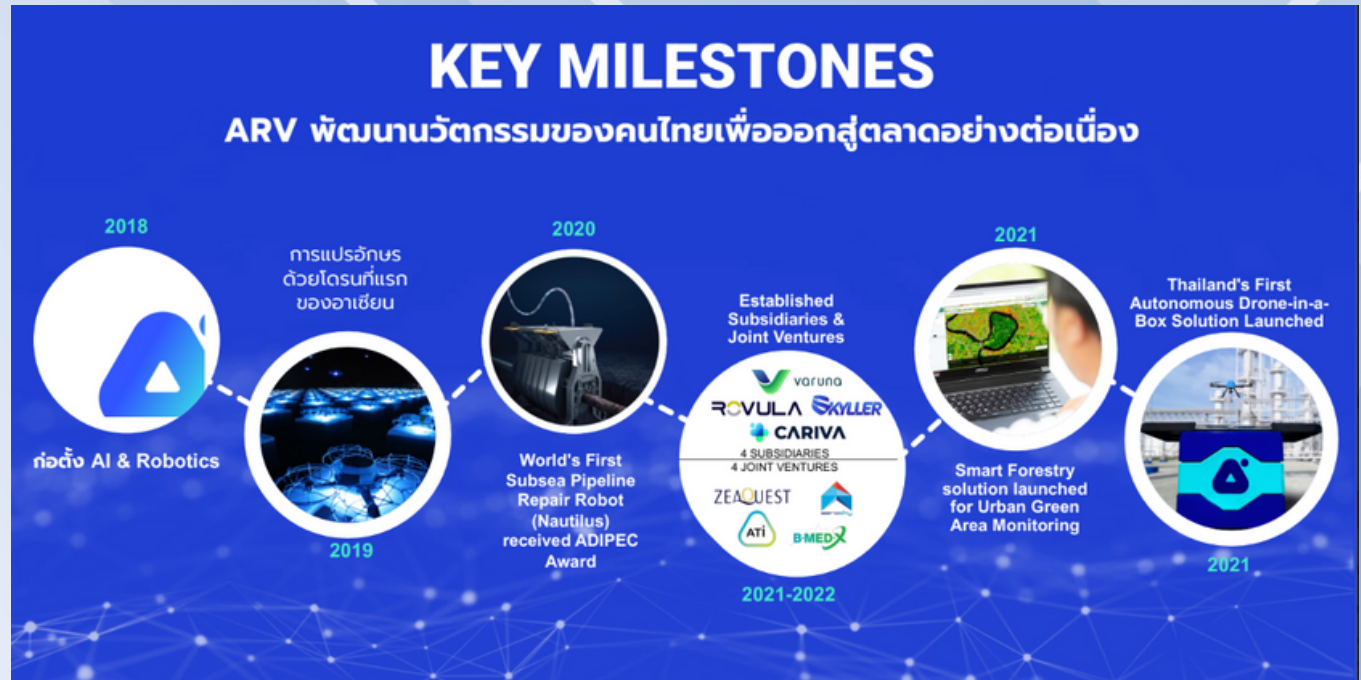 KEY MILESTONES
ARV พัฒนานวัตกรรมของคนไทยเพื่อออกสู่ตลาดอย่างต่อเนื่อง
2018
ก่อตั้ง AI & Robotics
การแปรอักษร
ด้วยโดรนที่แรก
ของอาเซียน
2019
2020
World's First
Subsea Pipeline
Repair Robot
(Nautilus)
received ADIPEC
Award
Established
Subsidiaries &
Joint Ventures
varuna
ROVULA SKYLLER
CARIVA
4 SUBSIDIARIES
4 JOINT VENTURES
ZEAQUEST
ATi
B-MEDX
2021-2022
2021
Smart Forestry
solution launched
for Urban Green
Area Monitoring
Thailand's First
Autonomous Drone-in-a-
Box Solution Launched
2021